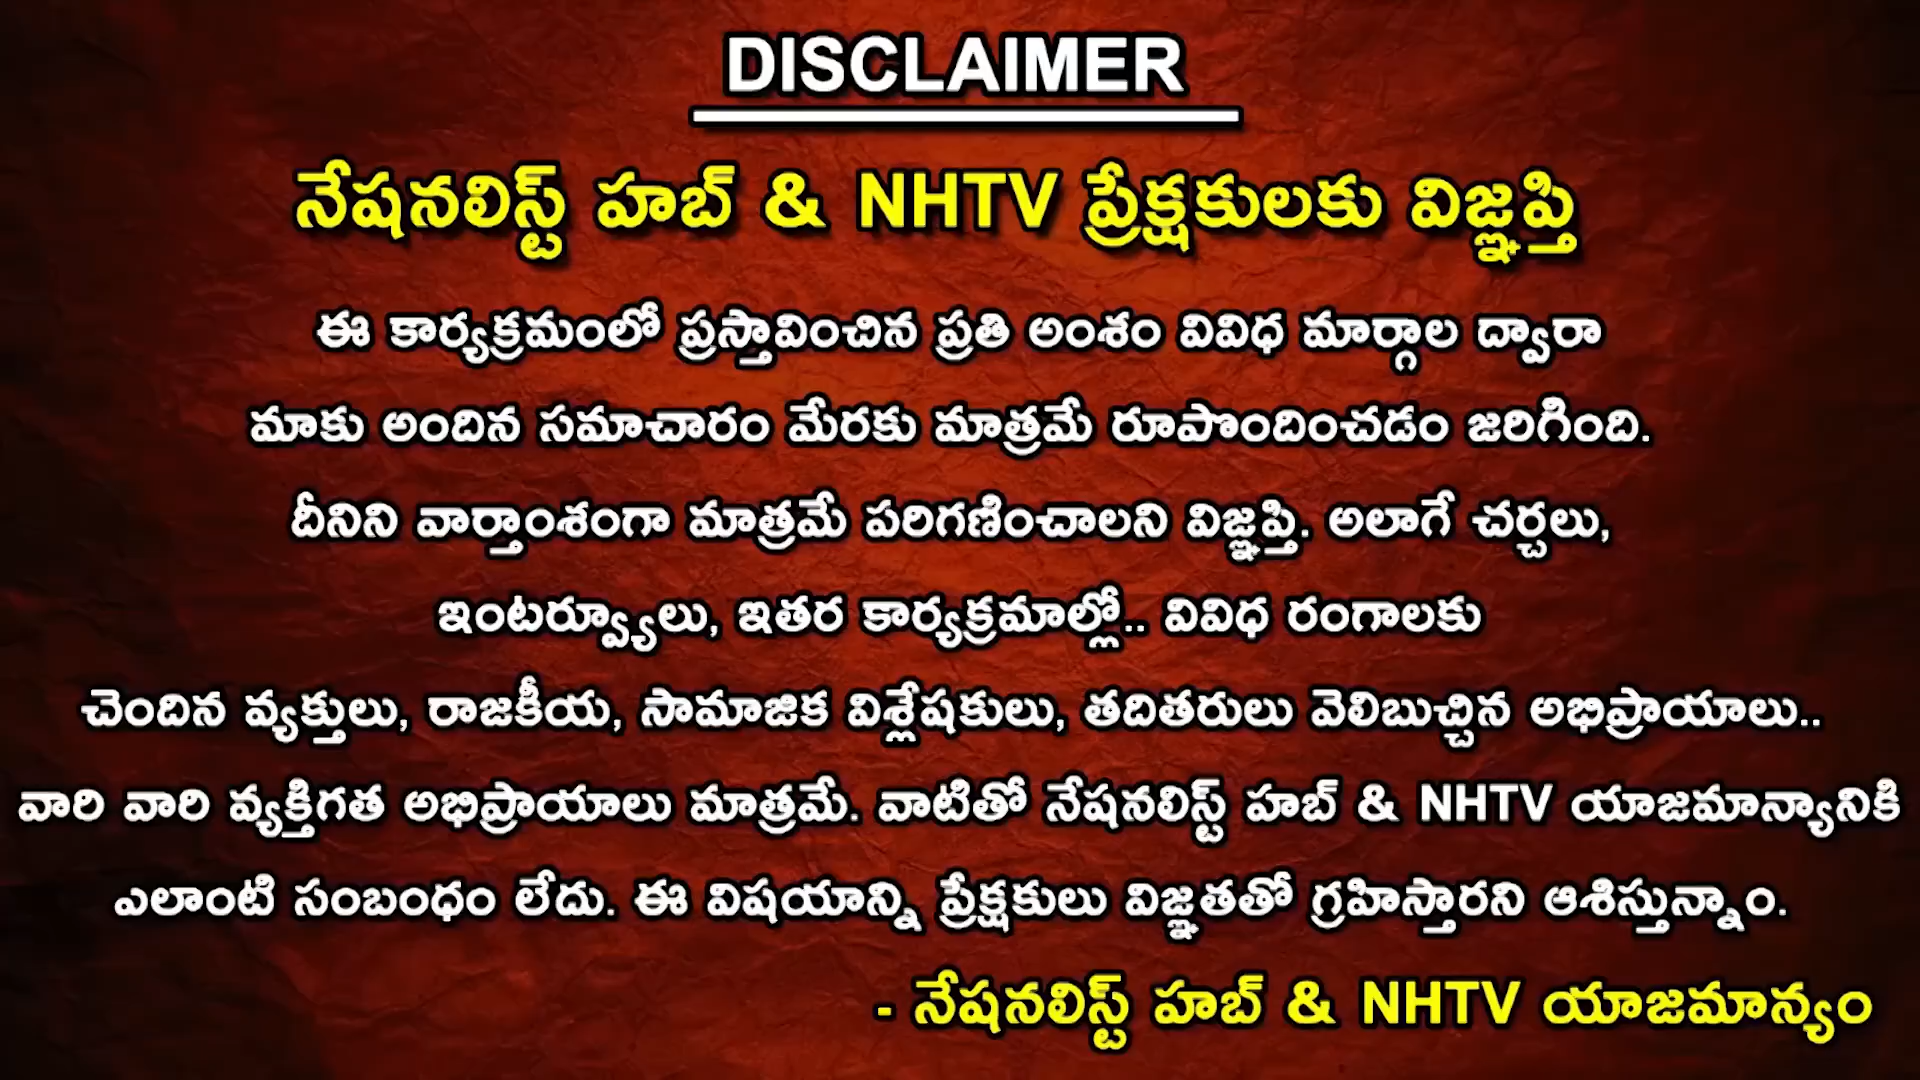 DISCLAIMER
నేషనలిస్ట్ హబ్ & NHTV ప్రేక్షకులకు విజ్ఞప్తి
ఈ కార్యక్రమంలో ప్రస్తావించిన ప్రతి అంశం వివిధ మార్గాల ద్వారా
మాకు అందిన సమాచారం మేరకు మాత్రమే రూపొందించడం జరిగింది.
దీనిని వార్తాంశంగా మాత్రమే పరిగణించాలని విజ్ఞప్తి. అలాగే చర్చలు,
ఇంటర్వ్యూలు, ఇతర కార్యక్రమాల్లో.. వివిధ రంగాలకు
చెందిన వ్యక్తులు, రాజకీయ, సామాజిక విశ్లేషకులు, తదితరులు వెలిబుచ్చిన అభిప్రాయాలు..
వారి వారి వ్యక్తిగత అభిప్రాయాలు మాత్రమే. వాటితో నేషనలిస్ట్ హబ్ & NHTV యాజమాన్యానికి
ఎలాంటి సంబంధం లేదు. ఈ విషయాన్ని ప్రేక్షకులు విజ్ఞతతో గ్రహిస్తారని ఆశిస్తున్నాం.
- నేషనలిస్ట్ హబ్ & NHTV యాజమాన్యం